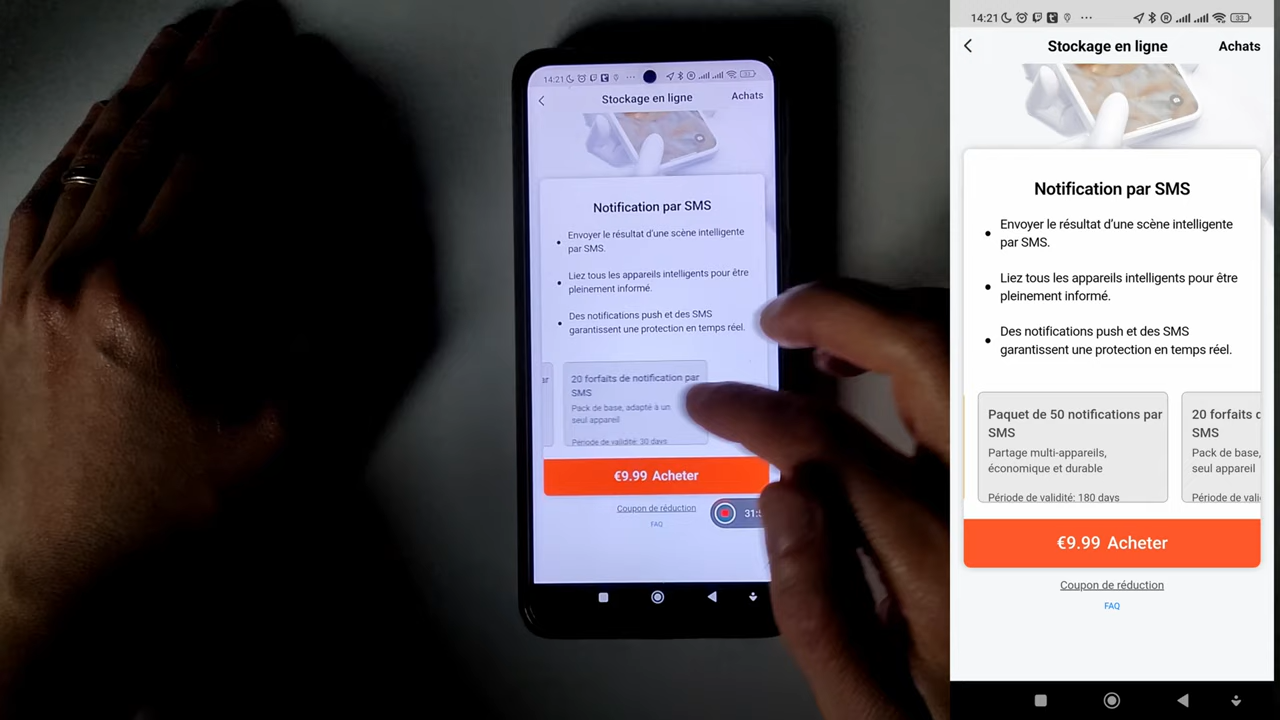 14:21
Stockage en ligne
Achats
Notification par SMS
Envoyer le résultat d'une scène intelligente
par SMS.
Liez tous les appareils intelligents pour être
pleinement informé.
Des notifications push et des SMS
garantissent une protection en temps réel.
20 forfaits de notification par
SMS
Pack de base, adapté à un
seul appareil
Période de validité: 30 days
€9.99 Acheter
Coupon de réduction
FAQ
14:21
33
Stockage en ligne
Achats
Notification par SMS
Envoyer le résultat d'une scène intelligente
par SMS.
Liez tous les appareils intelligents pour être
pleinement informé.
Des notifications push et des SMS
garantissent une protection en temps réel.
Paquet de 50 notifications par
SMS
Partage multi-appareils,
économique et durable
Période de validité: 180 days
20 forfaits
SMS
Pack de base,
seul appareil
Période de
€9.99 Acheter
Coupon de réduction
FAQ